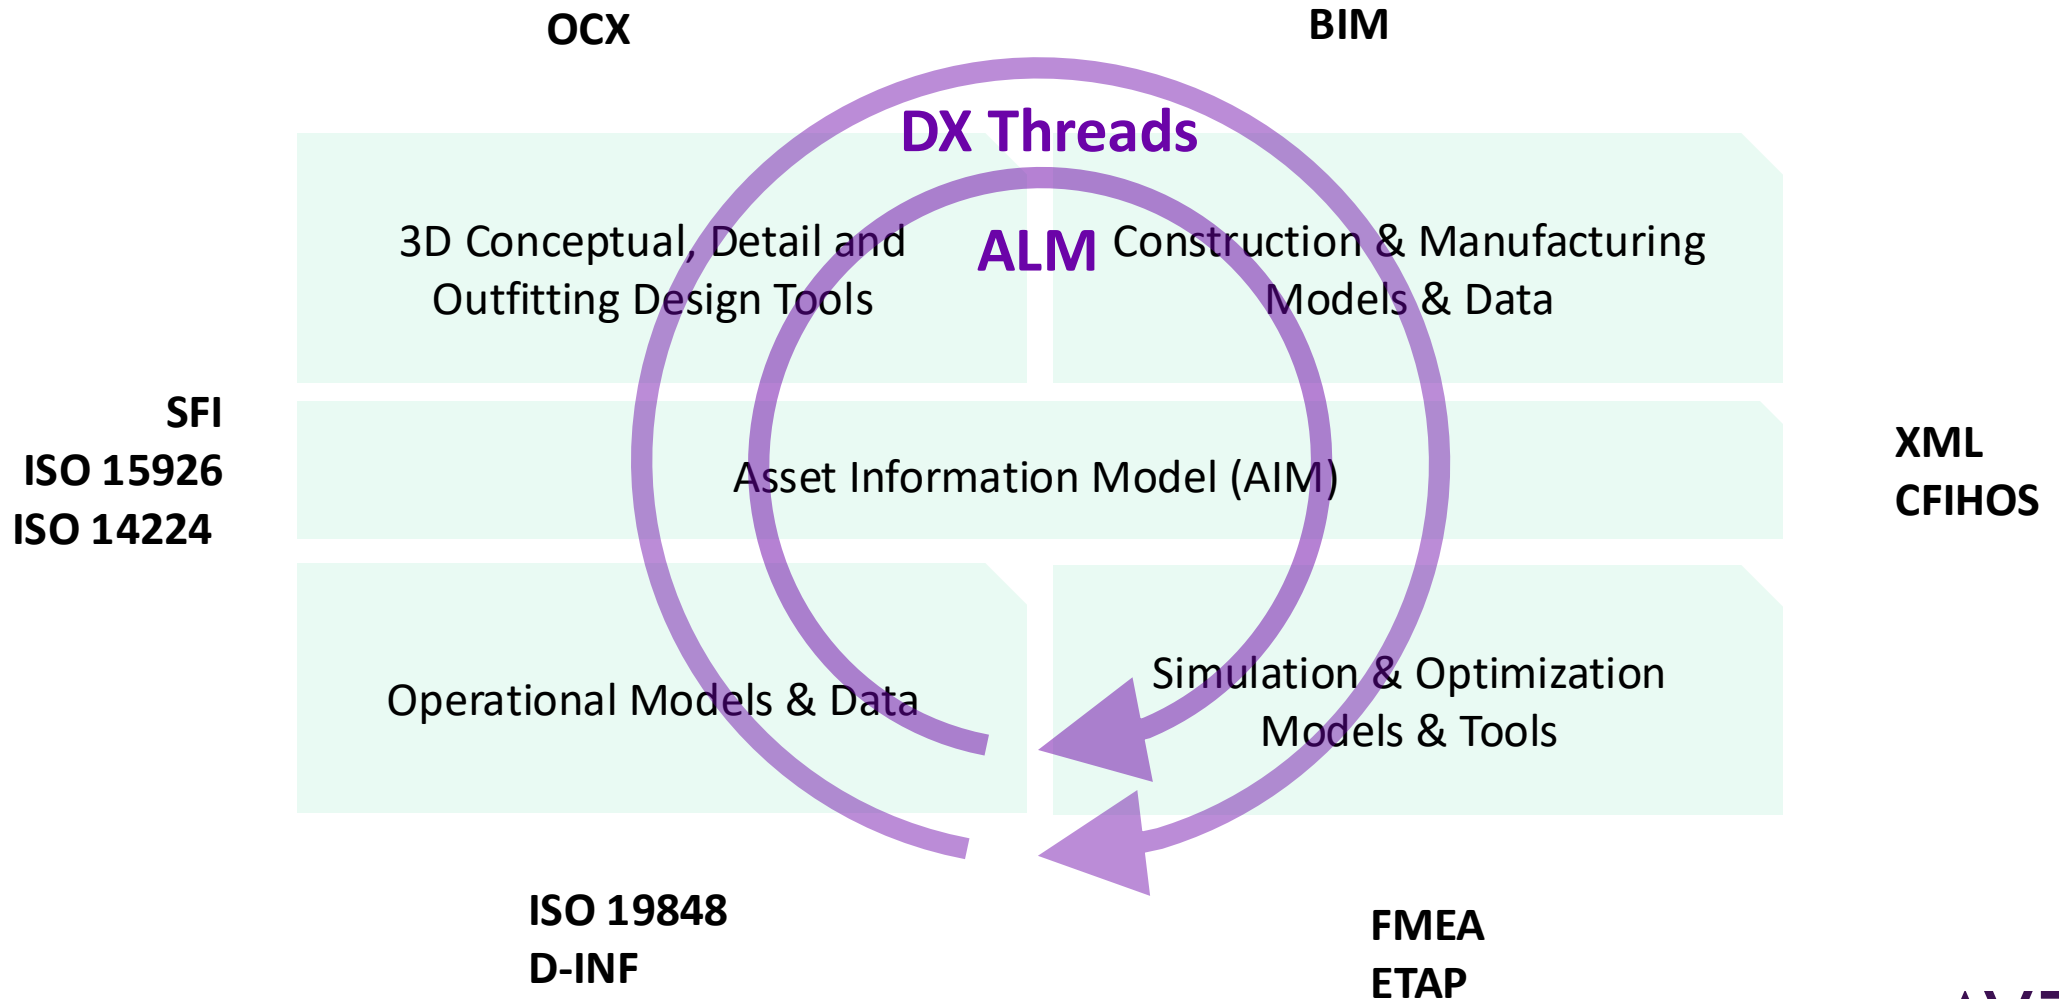 OCX
BIM
DX Threads
3D Conceptual, Detail and
Outfitting Design Tools
ALM
Construction & Manufacturing
Models & Data
SFI
ISO 15926
ISO 14224
Asset Information Model (AIM)
XML
CFIHOS
Operational Models & Data
Simulation & Optimization
Models & Tools
ISO 19848
D-INF
FMEA
ETAP